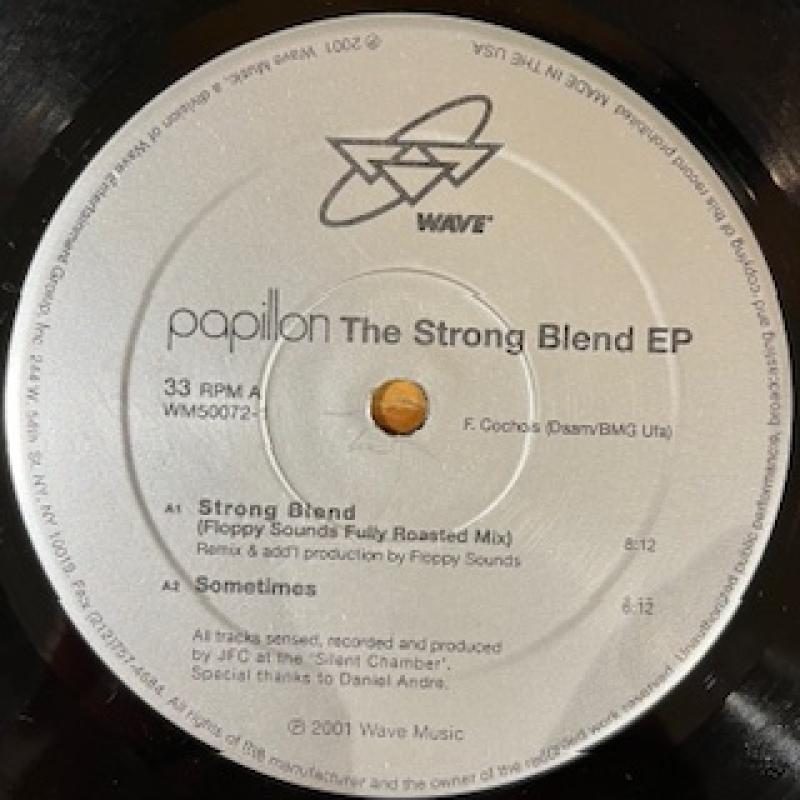 WAVE
papillon The Strong Blend EP
33 RPM A
WM50072-1
F. Cochois (Daam/BMG Ufa)
A1 Strong Blend
(Floppy Sounds Fully Roasted Mix)
8:12
Remix & add'l production by Floppy Sounds
A2 Sometimes
6:12
All tracks sensed, recorded and produced
by JFC at the "Silent Chamber".
Special thanks to Daniel Andre.
℗ 2001 Wave Music
℗ 2001 Wave Music, a division of Wave Entertainment Group, Inc 244 W. 54th St. NY, NY 10019. Fax (212)757-4684. All rights of the manufacturer and the owner of the recorded work reserved. Unauthorized public performance, broadcasting and copying of this record prohibited. MADE IN THE USA.